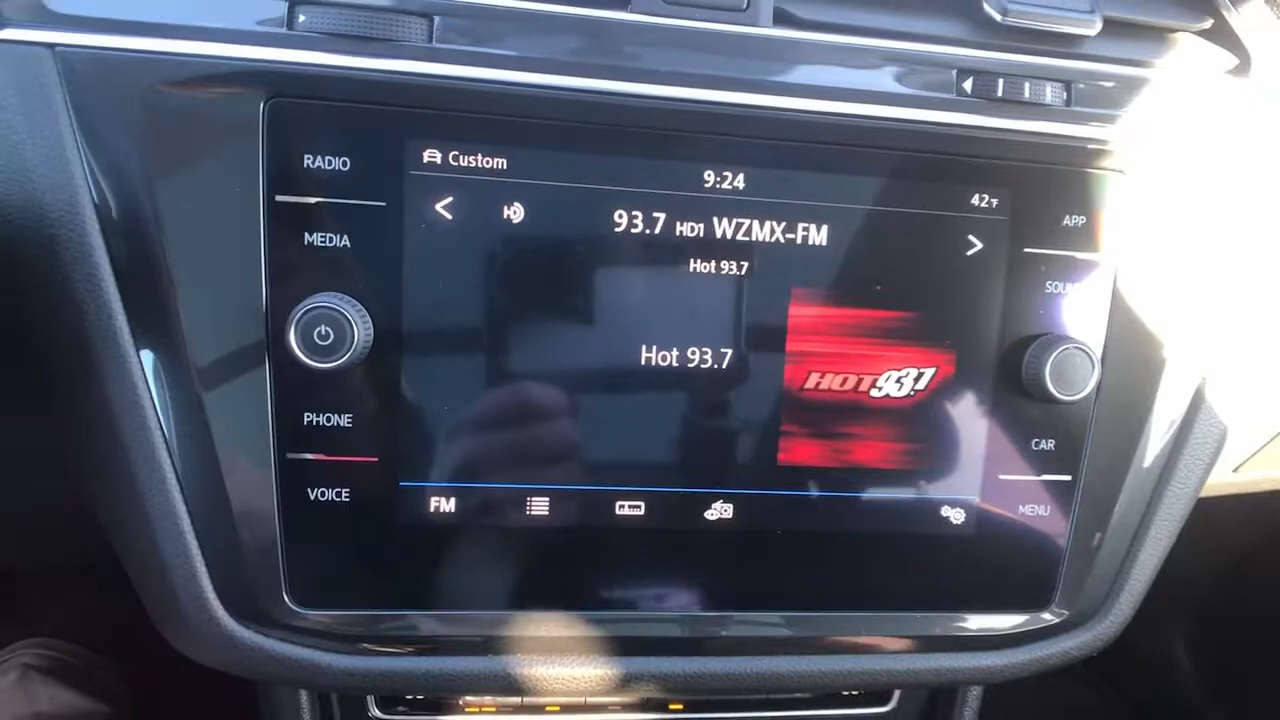 RADIO
MEDIA
PHONE
VOICE
Custom
9:24
42°F
93.7 HD1 WZMX-FM
Hot 93.7
Hot 93.7
HOT 93.7
FM
APP
CAR
MENU